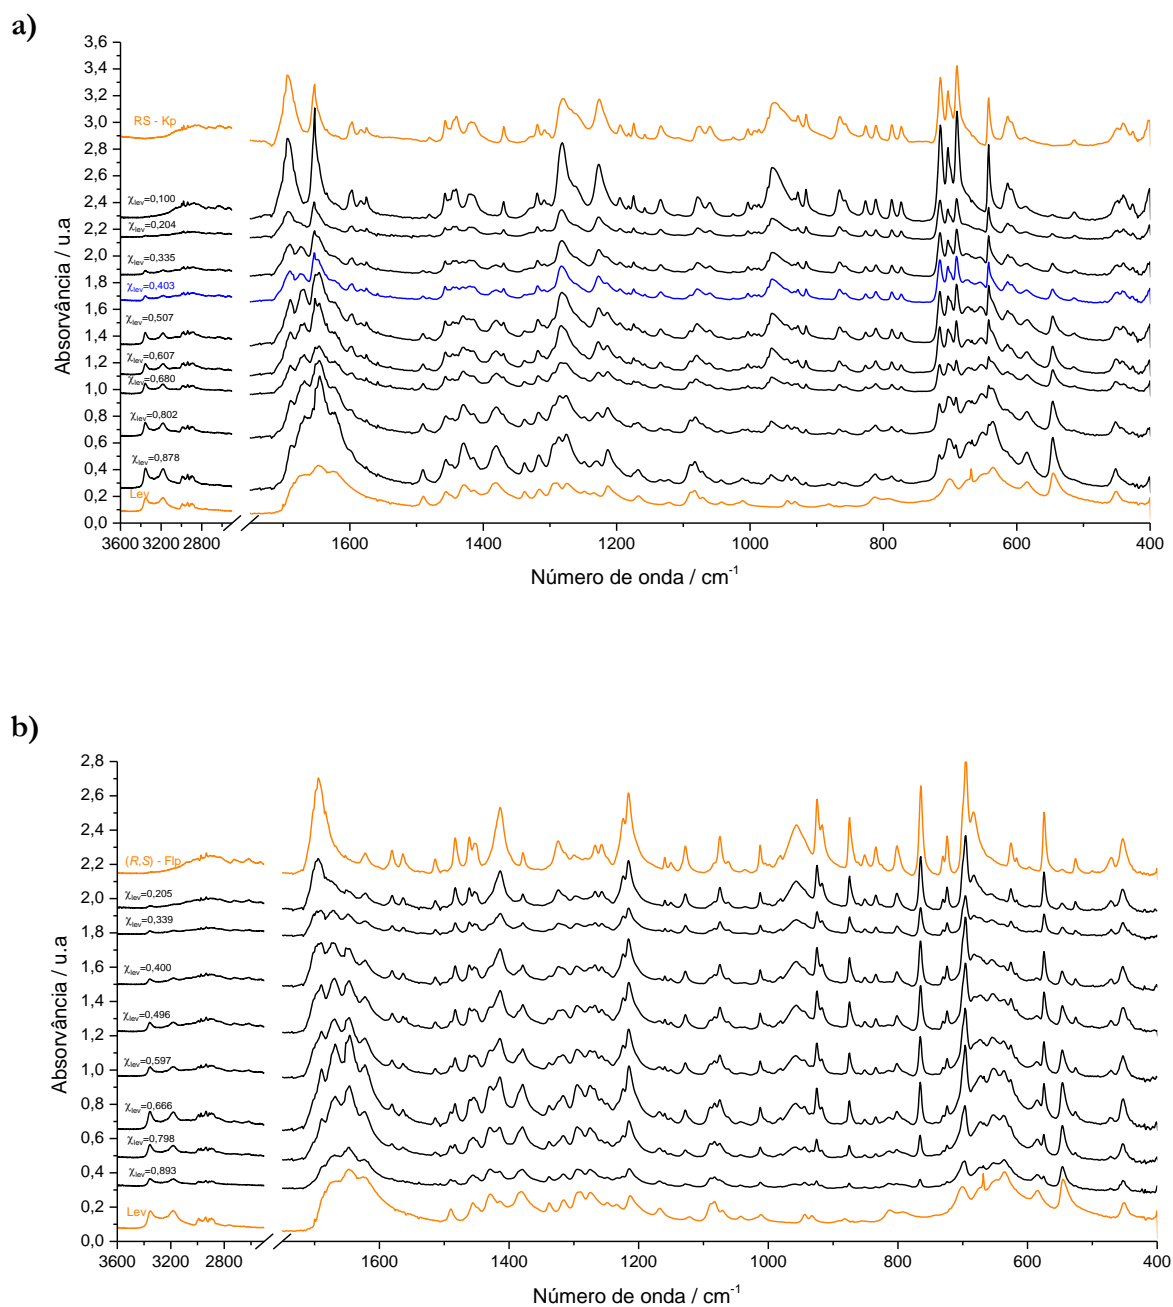 a)
3,6
3,4
3,2
3,0
2,8
2,6
2,4
2,2
2,0
1,8
1,6
1,4
1,2
1,0
0,8
0,6
0,4
0,2
0,0
Absorvância / u.a
RS - Kp
χlev=0,100
χlev=0,204
χlev=0,335
χlev=0,403
χlev=0,507
χlev=0,607
χlev=0,680
χlev=0,802
χlev=0,878
Lev
3600 3200 2800 1600 1400 1200 1000 800 600 400
Número de onda / cm-1
b)
2,8
2,6
2,4
2,2
2,0
1,8
1,6
1,4
1,2
1,0
0,8
0,6
0,4
0,2
0,0
Absorvância / u.a
(R,S) - Flp
χlev=0,205
χlev=0,339
χlev=0,400
χlev=0,496
χlev=0,597
χlev=0,666
χlev=0,798
χlev=0,893
Lev
3600 3200 2800 1600 1400 1200 1000 800 600 400
Número de onda / cm-1